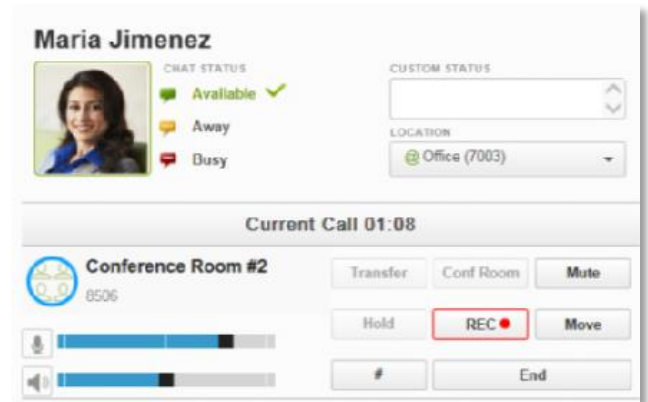 Maria Jimenez
CHAT STATUS
Available
Away
Busy
CUSTOM STATUS
LOCATION
@ Office (7003)
Current Call 01:08
Conference Room #2
8506
Transfer
Conf Room
Mute
Hold
REC
Move
#
End